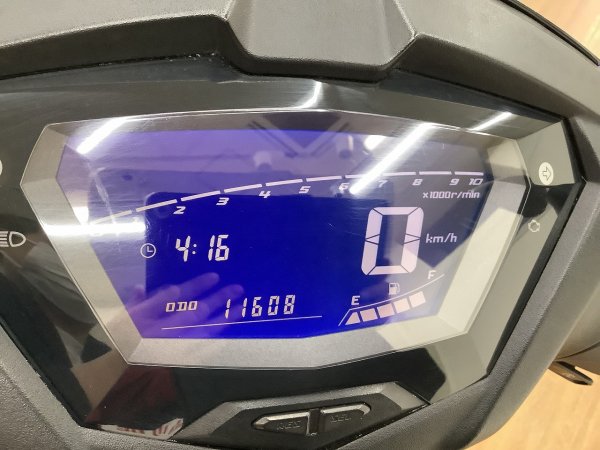 2 3 4 5 6 7 8 9 10
x1000r/min
4:16
0 km/h
F
E
ODO 11608